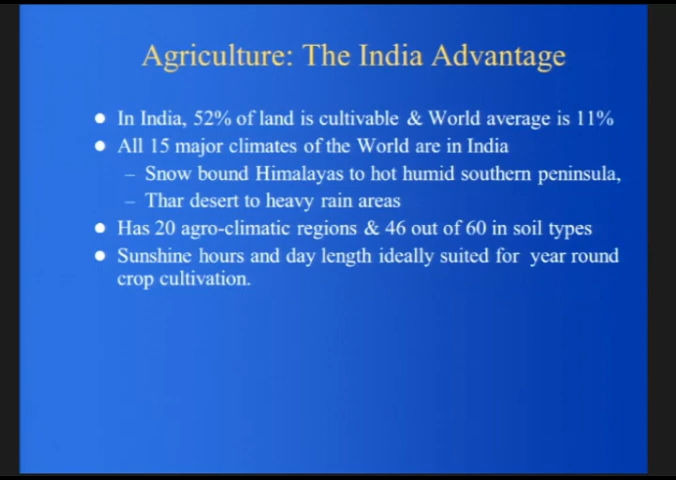 Agriculture: The India Advantage
● In India, 52% of land is cultivable & World average is 11%
● All 15 major climates of the World are in India
– Snow bound Himalayas to hot humid southern peninsula,
– Thar desert to heavy rain areas
● Has 20 agro-climatic regions & 46 out of 60 in soil types
● Sunshine hours and day length ideally suited for year round
crop cultivation.